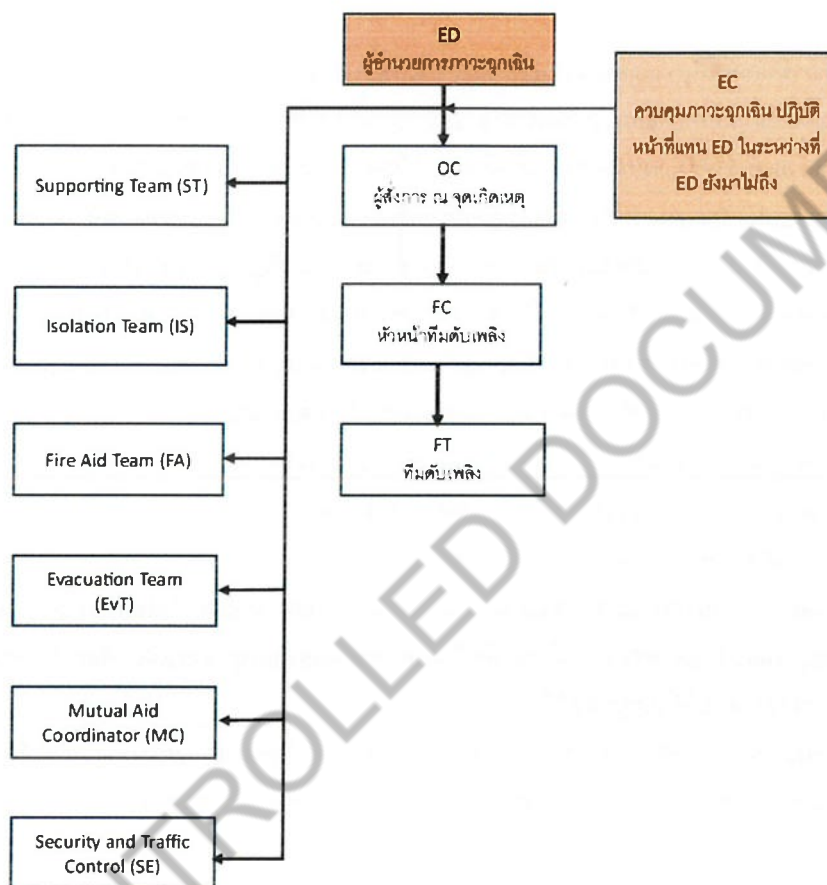 ED
ผู้อำนวยการภาวะฉุกเฉิน
EC
ควบคุมภาวะฉุกเฉิน ปฏิบัติ
หน้าที่แทน ED ในระหว่างที่
ED ยังมาไม่ถึง
OC
ผู้สั่งการ ณ จุดเกิดเหตุ
Supporting Team (ST)
FC
หัวหน้าทีมดับเพลิง
Isolation Team (IS)
FT
ทีมดับเพลิง
Fire Aid Team (FA)
Evacuation Team
(EvT)
Mutual Aid
Coordinator (MC)
Security and Traffic
Control (SE)
TROLLED DOCUM